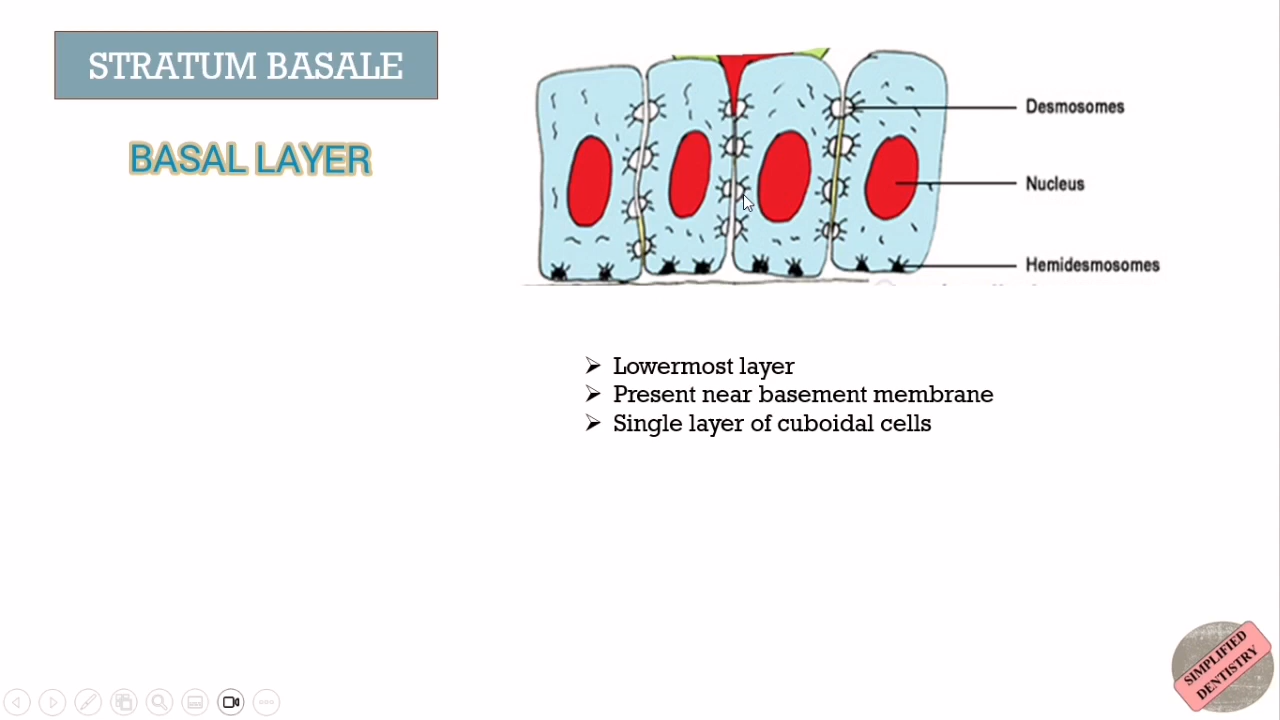 STRATUM BASALE
BASAL LAYER
Desmosomes
Nucleus
Hemidesmosomes
Lowermost layer
Present near basement membrane
Single layer of cuboidal cells
SIMPLIFIED
DENTISTRY